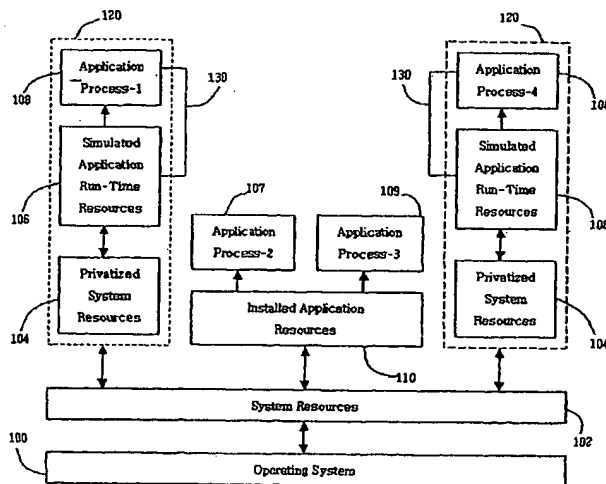 120
120
Application
Process-1
130
130
Application
Process-4
108
Simulated
Application
Run-Time
Resources
106
Simulated
Application
Run-Time
Resources
107
109
Application
Process-2
Application
Process-3
Privatized
System
Resources
104
Privatized
System
Resources
104
Installed Application
Resources
110
System Resources
102
100
Operating System